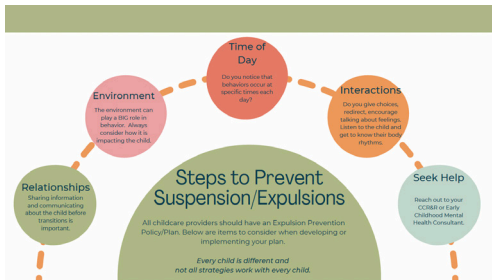 Time of
Day
Do you notice that
behaviors occur at
specific times each
day?
Environment
The environment can
play a BIG role in
behavior. Always
consider how it is
impacting the child.
Interactions
Do you give choices,
redirect, encourage
talking about feelings,
Listen to the child and
get to know their body
rhythms.
Relationships
Sharing information
and communicating
about the child before
transitions is
important.
Seek Help
Reach out to your
CCR&R or Early
Childhood Mental
Health Consultant.
Steps to Prevent
Suspension/Expulsions
All childcare providers should have an Expulsion Prevention
Policy/Plan. Below are items to consider when developing or
implementing your plan.
Every child is different and
not all strategies work with every child.